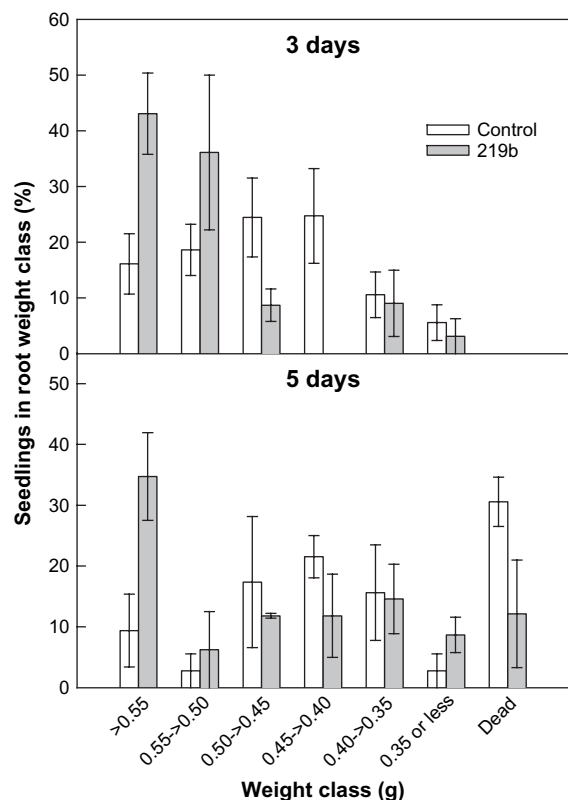 Seedlings in root weight class (%)
60
50
40
30
20
10
0
3 days
Control
219b
50
40
30
20
10
0
5 days
>0.55
0.55->0.50
0.50->0.45
0.45->0.40
0.40->0.35
0.35 or less
Dead
Weight class (g)